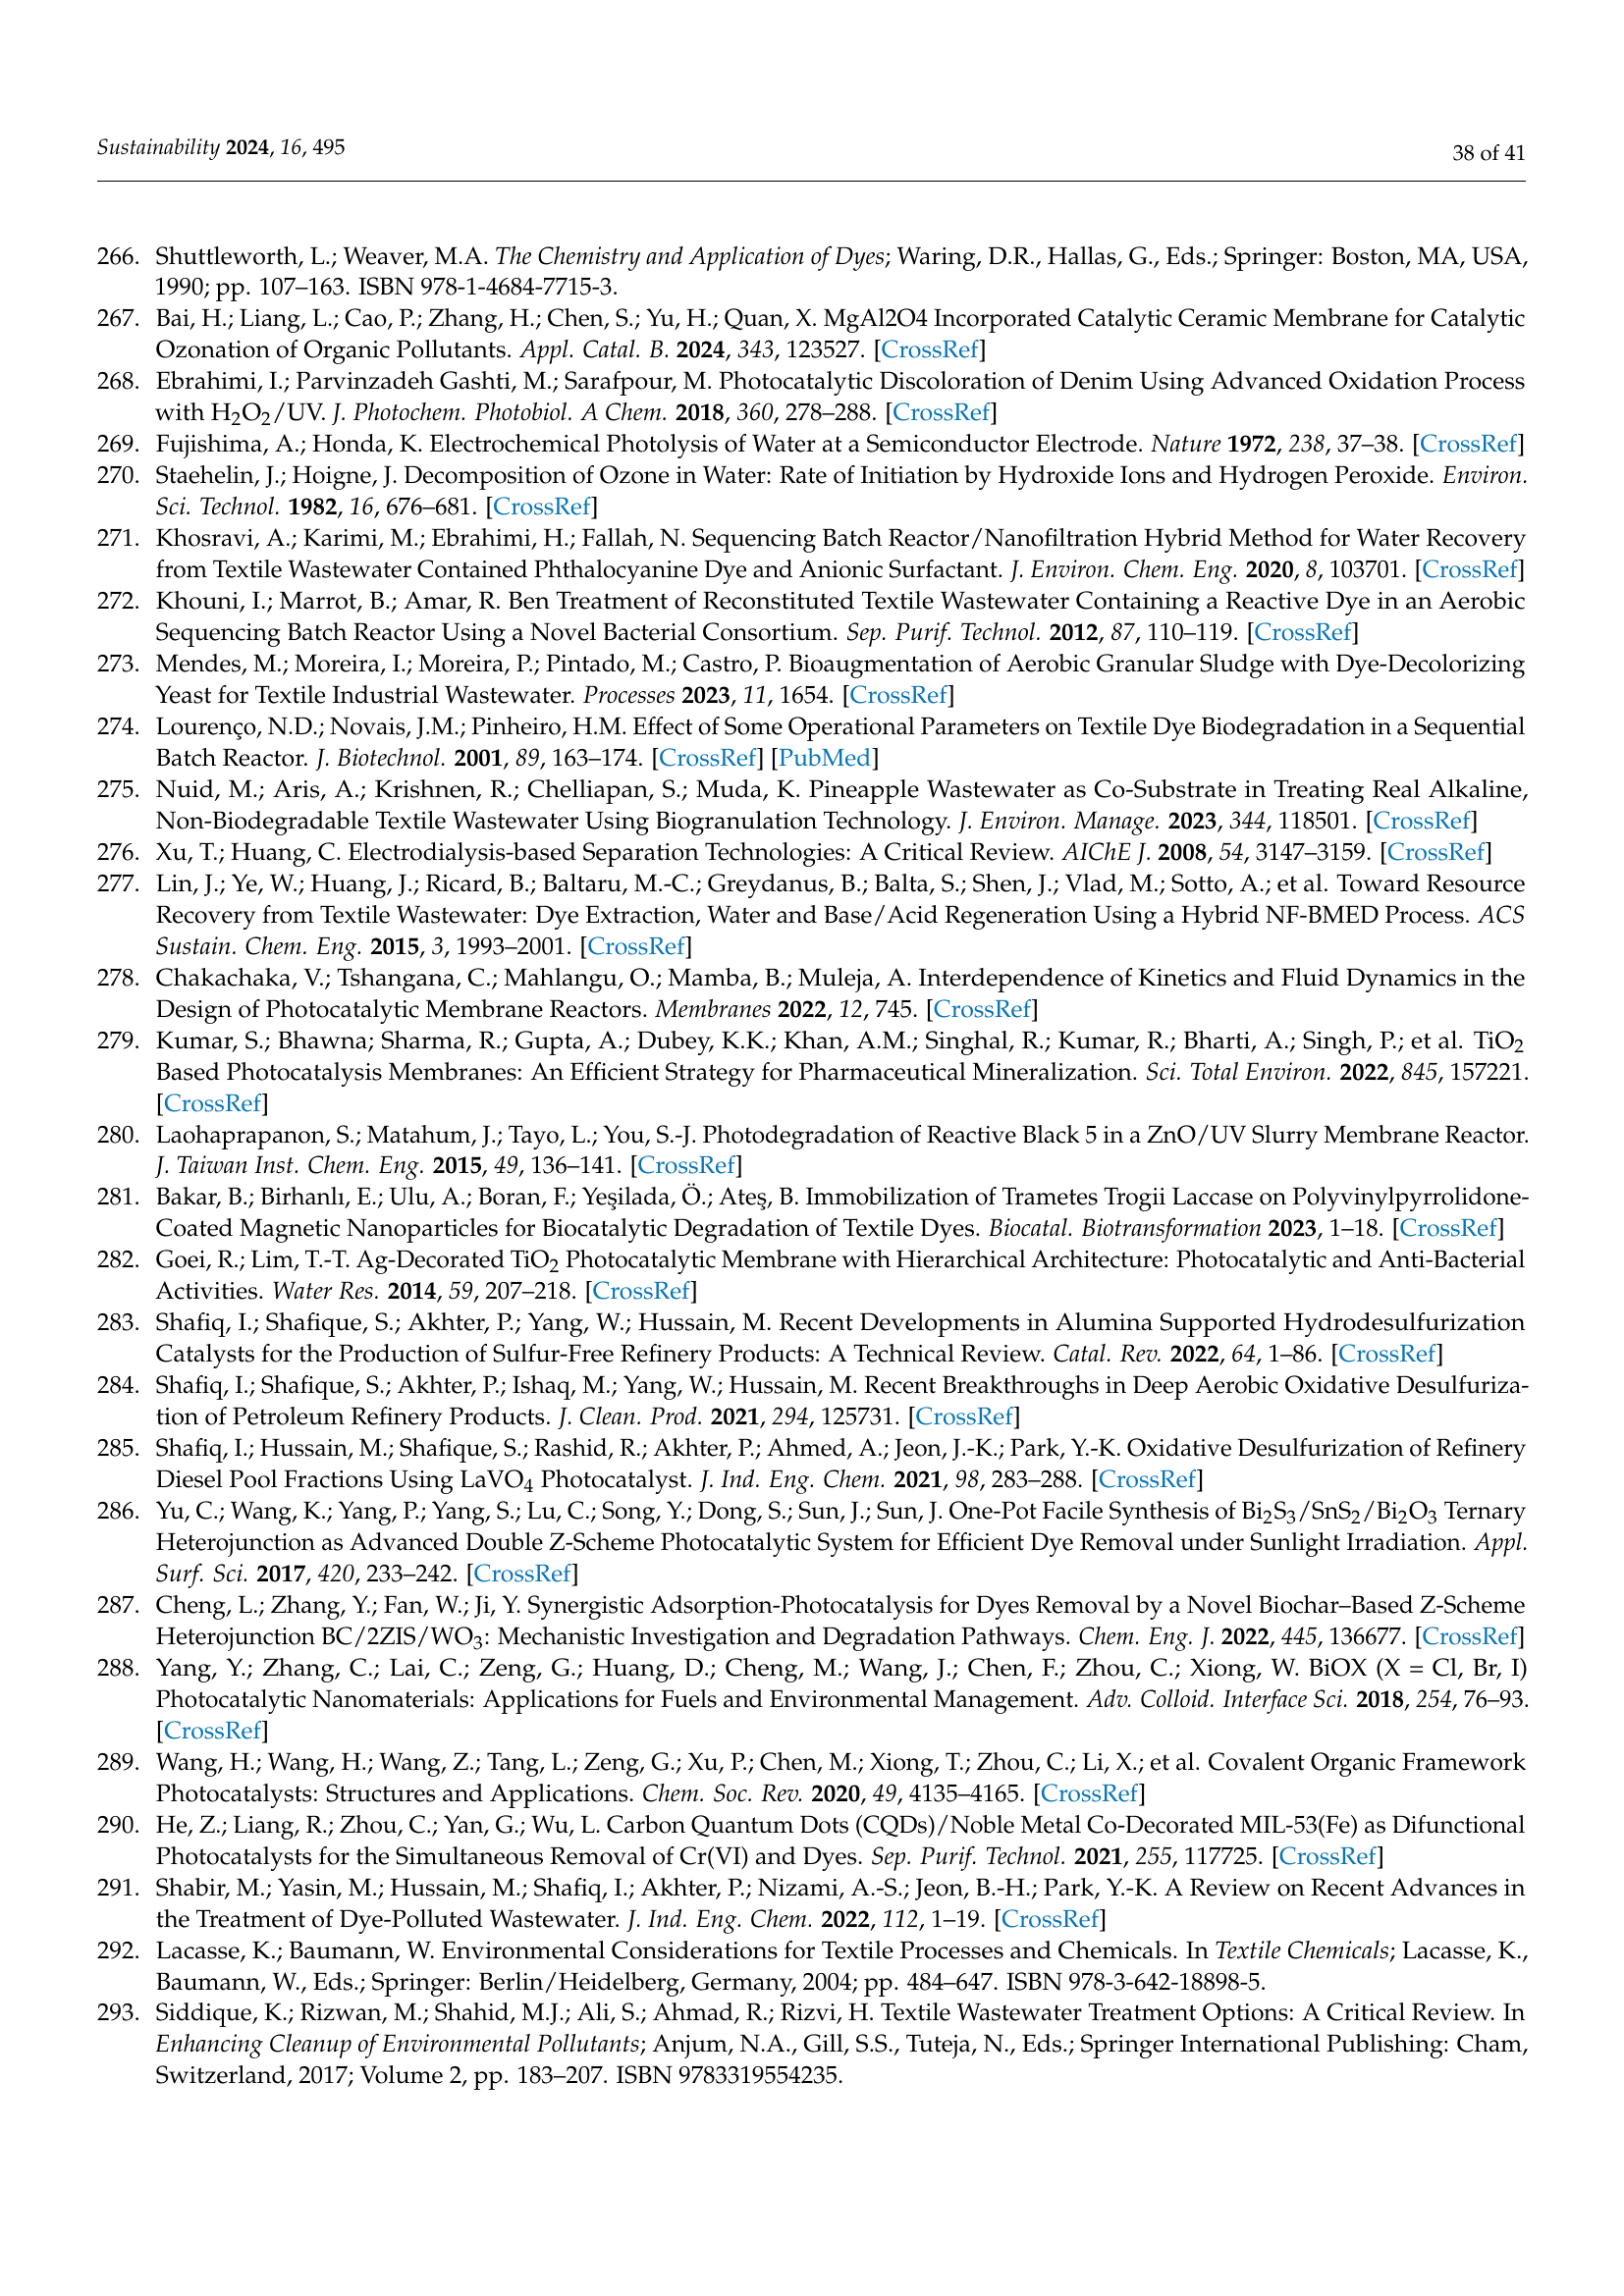 Sustainability 2024, 16, 495
38 of 41
266. Shuttleworth, L.; Weaver, M.A. The Chemistry and Application of Dyes; Waring, D.R., Hallas, G., Eds.; Springer: Boston, MA, USA,
1990; pp. 107–163. ISBN 978-1-4684-7715-3.
267. Bai, H.; Liang, L.; Cao, P.; Zhang, H.; Chen, S.; Yu, H.; Quan, X. MgAl2O4 Incorporated Catalytic Ceramic Membrane for Catalytic
Ozonation of Organic Pollutants. Appl. Catal. B. 2024, 343, 123527. [CrossRef]
268. Ebrahimi, I.; Parvinzadeh Gashti, M.; Sarafpour, M. Photocatalytic Discoloration of Denim Using Advanced Oxidation Process
with H₂O₂/UV. J. Photochem. Photobiol. A Chem. 2018, 360, 278–288. [CrossRef]
269. Fujishima, A.; Honda, K. Electrochemical Photolysis of Water at a Semiconductor Electrode. Nature 1972, 238, 37–38. [CrossRef]
270. Staehelin, J.; Hoigne, J. Decomposition of Ozone in Water: Rate of Initiation by Hydroxide Ions and Hydrogen Peroxide. Environ.
Sci. Technol. 1982, 16, 676–681. [CrossRef]
271. Khosravi, A.; Karimi, M.; Ebrahimi, H.; Fallah, N. Sequencing Batch Reactor/Nanofiltration Hybrid Method for Water Recovery
from Textile Wastewater Contained Phthalocyanine Dye and Anionic Surfactant. J. Environ. Chem. Eng. 2020, 8, 103701. [CrossRef]
272. Khouni, I.; Marrot, B.; Amar, R. Ben Treatment of Reconstituted Textile Wastewater Containing a Reactive Dye in an Aerobic
Sequencing Batch Reactor Using a Novel Bacterial Consortium. Sep. Purif. Technol. 2012, 87, 110–119. [CrossRef]
273. Mendes, M.; Moreira, I.; Moreira, P.; Pintado, M.; Castro, P. Bioaugmentation of Aerobic Granular Sludge with Dye-Decolorizing
Yeast for Textile Industrial Wastewater. Processes 2023, 11, 1654. [CrossRef]
274. Lourenço, N.D.; Novais, J.M.; Pinheiro, H.M. Effect of Some Operational Parameters on Textile Dye Biodegradation in a Sequential
Batch Reactor. J. Biotechnol. 2001, 89, 163–174. [CrossRef] [PubMed]
275. Nuid, M.; Aris, A.; Krishnen, R.; Chelliapan, S.; Muda, K. Pineapple Wastewater as Co-Substrate in Treating Real Alkaline,
Non-Biodegradable Textile Wastewater Using Biogranulation Technology. J. Environ. Manage. 2023, 344, 118501. [CrossRef]
276. Xu, T.; Huang, C. Electrodialysis-based Separation Technologies: A Critical Review. AIChE J. 2008, 54, 3147–3159. [CrossRef]
277. Lin, J.; Ye, W.; Huang, J.; Ricard, B.; Baltaru, M.-C.; Greydanus, B.; Balta, S.; Shen, J.; Vlad, M.; Sotto, A.; et al. Toward Resource
Recovery from Textile Wastewater: Dye Extraction, Water and Base/Acid Regeneration Using a Hybrid NF-BMED Process. ACS
Sustain. Chem. Eng. 2015, 3, 1993–2001. [CrossRef]
278. Chakachaka, V.; Tshangana, C.; Mahlangu, O.; Mamba, B.; Muleja, A. Interdependence of Kinetics and Fluid Dynamics in the
Design of Photocatalytic Membrane Reactors. Membranes 2022, 12, 745. [CrossRef]
279. Kumar, S.; Bhawna; Sharma, R.; Gupta, A.; Dubey, K.K.; Khan, A.M.; Singhal, R.; Kumar, R.; Bharti, A.; Singh, P.; et al. TiO₂
Based Photocatalysis Membranes: An Efficient Strategy for Pharmaceutical Mineralization. Sci. Total Environ. 2022, 845, 157221.
[CrossRef]
280. Laohaprapanon, S.; Matahum, J.; Tayo, L.; You, S.-J. Photodegradation of Reactive Black 5 in a ZnO/UV Slurry Membrane Reactor.
J. Taiwan Inst. Chem. Eng. 2015, 49, 136–141. [CrossRef]
281. Bakar, B.; Birhanlı, E.; Ulu, A.; Boran, F.; Yeşilada, Ö.; Ateş, B. Immobilization of Trametes Trogii Laccase on Polyvinylpyrrolidone-
Coated Magnetic Nanoparticles for Biocatalytic Degradation of Textile Dyes. Biocatal. Biotransformation 2023, 1–18. [CrossRef]
282. Goei, R.; Lim, T.-T. Ag-Decorated TiO₂ Photocatalytic Membrane with Hierarchical Architecture: Photocatalytic and Anti-Bacterial
Activities. Water Res. 2014, 59, 207–218. [CrossRef]
283. Shafiq, I.; Shafique, S.; Akhter, P.; Yang, W.; Hussain, M. Recent Developments in Alumina Supported Hydrodesulfurization
Catalysts for the Production of Sulfur-Free Refinery Products: A Technical Review. Catal. Rev. 2022, 64, 1–86. [CrossRef]
284. Shafiq, I.; Shafique, S.; Akhter, P.; Ishaq, M.; Yang, W.; Hussain, M. Recent Breakthroughs in Deep Aerobic Oxidative Desulfuriza-
tion of Petroleum Refinery Products. J. Clean. Prod. 2021, 294, 125731. [CrossRef]
285. Shafiq, I.; Hussain, M.; Shafique, S.; Rashid, R.; Akhter, P.; Ahmed, A.; Jeon, J.-K.; Park, Y.-K. Oxidative Desulfurization of Refinery
Diesel Pool Fractions Using LaVO₄ Photocatalyst. J. Ind. Eng. Chem. 2021, 98, 283–288. [CrossRef]
286. Yu, C.; Wang, K.; Yang, P.; Yang, S.; Lu, C.; Song, Y.; Dong, S.; Sun, J.; Sun, J. One-Pot Facile Synthesis of Bi₂S₃/SnS₂/Bi₂O₃ Ternary
Heterojunction as Advanced Double Z-Scheme Photocatalytic System for Efficient Dye Removal under Sunlight Irradiation. Appl.
Surf. Sci. 2017, 420, 233–242. [CrossRef]
287. Cheng, L.; Zhang, Y.; Fan, W.; Ji, Y. Synergistic Adsorption-Photocatalysis for Dyes Removal by a Novel Biochar–Based Z-Scheme
Heterojunction BC/2ZIS/WO₃: Mechanistic Investigation and Degradation Pathways. Chem. Eng. J. 2022, 445, 136677. [CrossRef]
288. Yang, Y.; Zhang, C.; Lai, C.; Zeng, G.; Huang, D.; Cheng, M.; Wang, J.; Chen, F.; Zhou, C.; Xiong, W. BiOX (X = Cl, Br, I)
Photocatalytic Nanomaterials: Applications for Fuels and Environmental Management. Adv. Colloid. Interface Sci. 2018, 254, 76–93.
[CrossRef]
289. Wang, H.; Wang, H.; Wang, Z.; Tang, L.; Zeng, G.; Xu, P.; Chen, M.; Xiong, T.; Zhou, C.; Li, X.; et al. Covalent Organic Framework
Photocatalysts: Structures and Applications. Chem. Soc. Rev. 2020, 49, 4135–4165. [CrossRef]
290. He, Z.; Liang, R.; Zhou, C.; Yan, G.; Wu, L. Carbon Quantum Dots (CQDs)/Noble Metal Co-Decorated MIL-53(Fe) as Difunctional
Photocatalysts for the Simultaneous Removal of Cr(VI) and Dyes. Sep. Purif. Technol. 2021, 255, 117725. [CrossRef]
291. Shabir, M.; Yasin, M.; Hussain, M.; Shafiq, I.; Akhter, P.; Nizami, A.-S.; Jeon, B.-H.; Park, Y.-K. A Review on Recent Advances in
the Treatment of Dye-Polluted Wastewater. J. Ind. Eng. Chem. 2022, 112, 1–19. [CrossRef]
292. Lacasse, K.; Baumann, W. Environmental Considerations for Textile Processes and Chemicals. In Textile Chemicals; Lacasse, K.,
Baumann, W., Eds.; Springer: Berlin/Heidelberg, Germany, 2004; pp. 484–647. ISBN 978-3-642-18898-5.
293. Siddique, K.; Rizwan, M.; Shahid, M.J.; Ali, S.; Ahmad, R.; Rizvi, H. Textile Wastewater Treatment Options: A Critical Review. In
Enhancing Cleanup of Environmental Pollutants; Anjum, N.A., Gill, S.S., Tuteja, N., Eds.; Springer International Publishing: Cham,
Switzerland, 2017; Volume 2, pp. 183–207. ISBN 9783319554235.